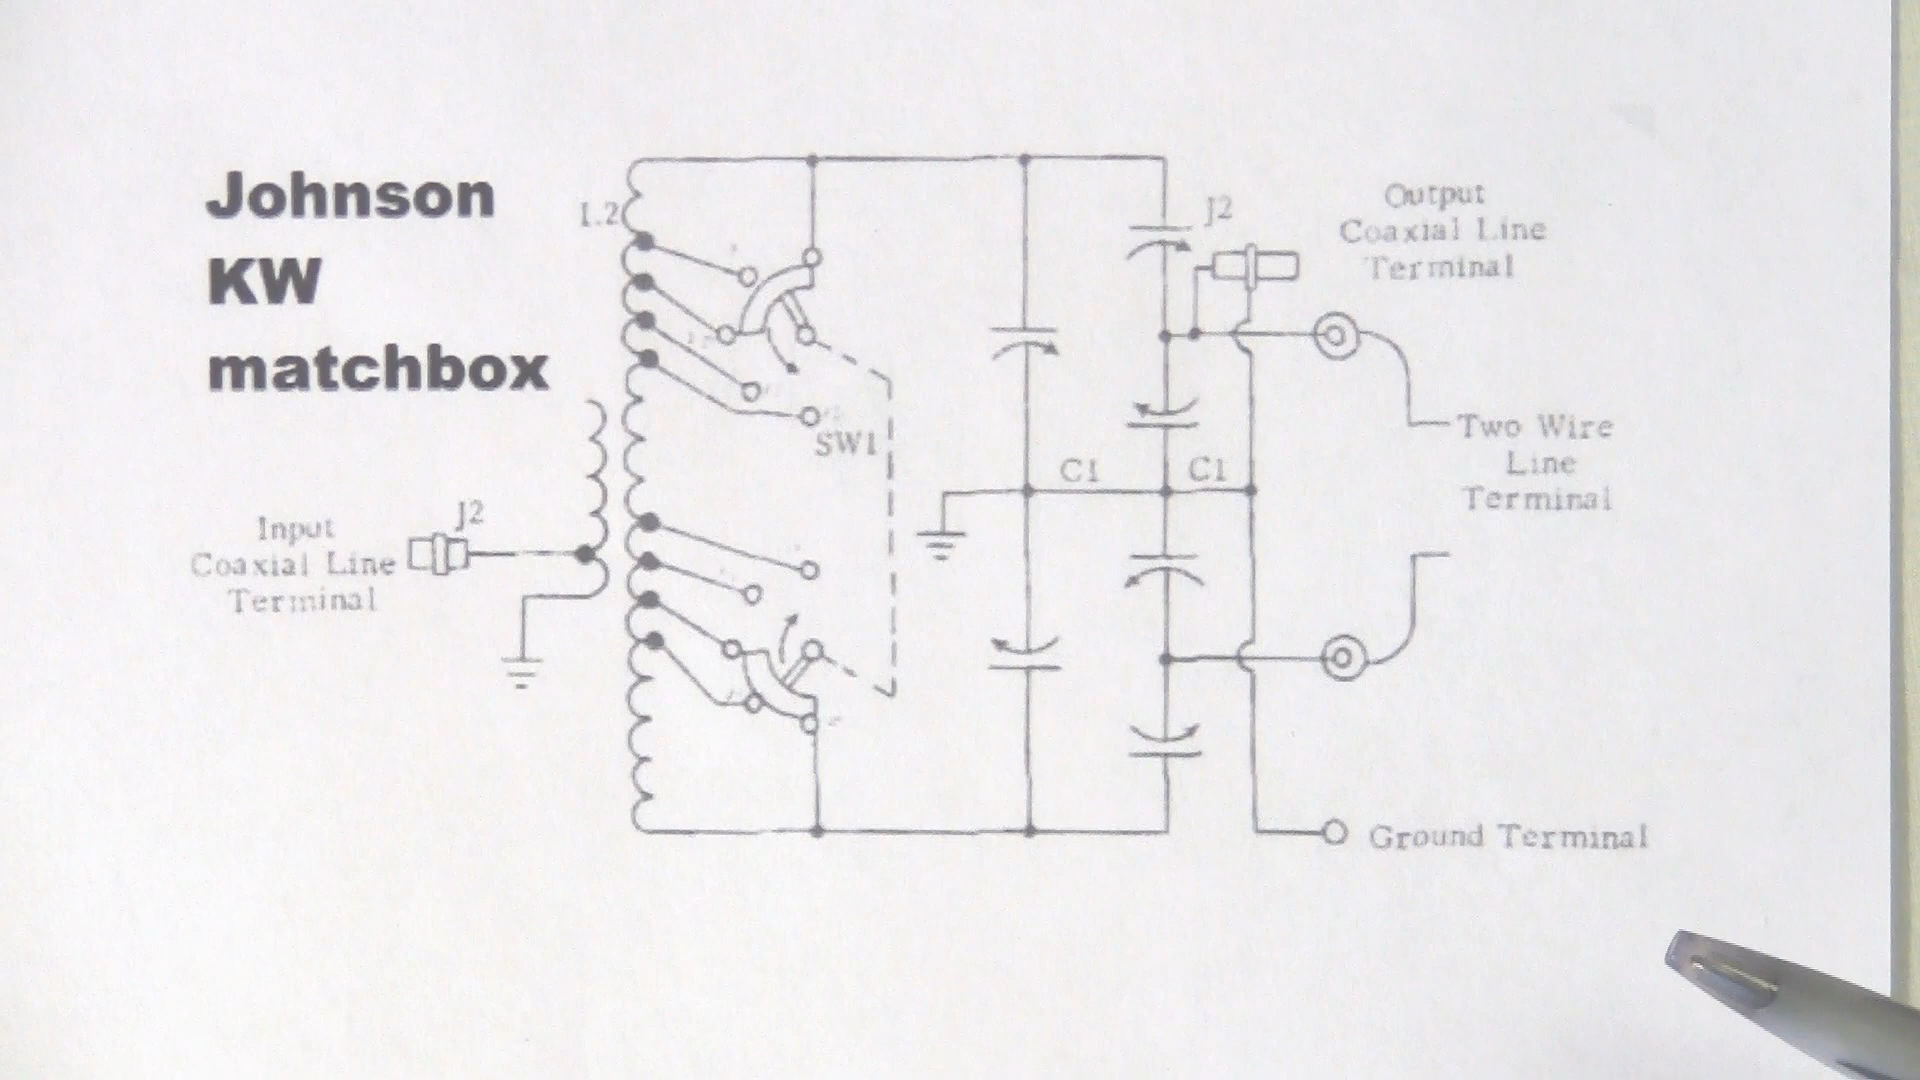 Johnson
KW
matchbox
L2
J2
Output
Coaxial Line
Terminal
SW1
C1
C1
Two Wire
Line
Terminal
J2
Input
Coaxial Line
Terminal
Ground Terminal